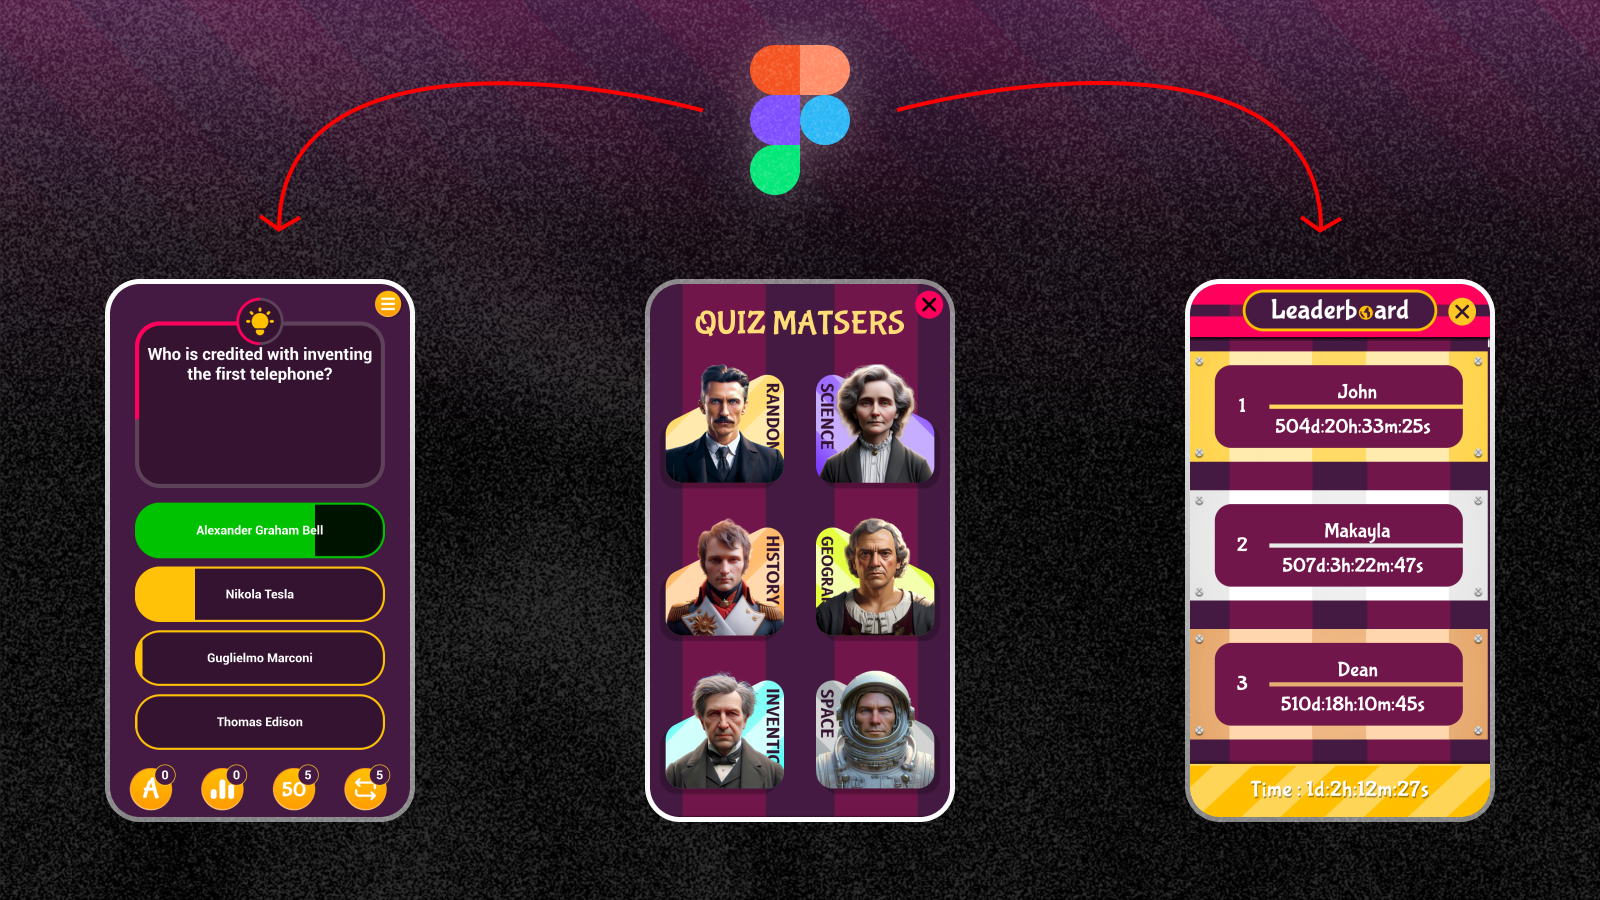 Who is credited with inventing
the first telephone?
Alexander Graham Bell
Nikola Tesla
Guglielmo Marconi
Thomas Edison
A 0
0
50 5
5
QUIZ MATSERS
RANDOM
SCIENCE
HISTORY
GEOGRA
INVENTIO
SPACE
Leaderboard
1
John
504d:20h:33m:25s
2
Makayla
507d:3h:22m:47s
3
Dean
510d:18h:10m:45s
Time : 1d:2h:12m:27s